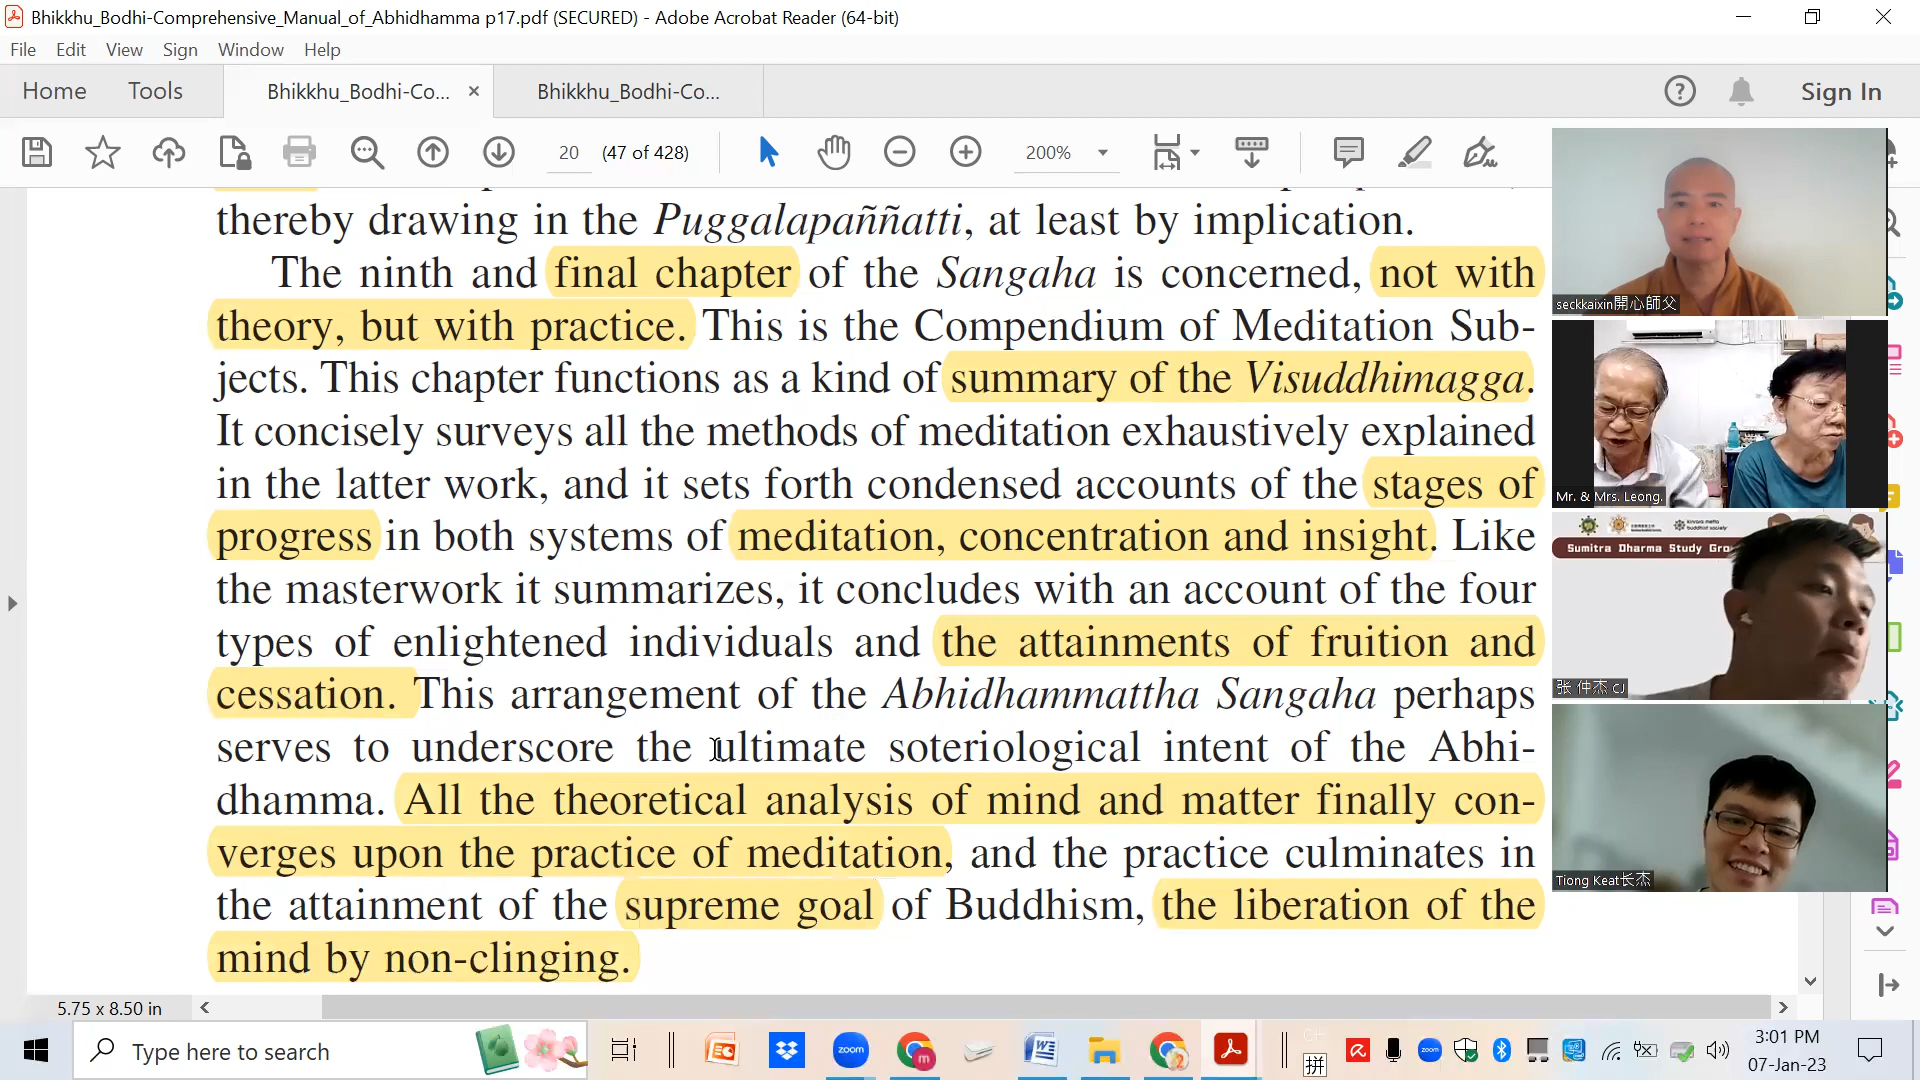 Bhikkhu_Bodhi-Comprehensive_Manual_of_Abhidhamma p17.pdf (SECURED) - Adobe Acrobat Reader (64-bit)
File Edit View Sign Window Help
Home Tools Bhikkhu_Bodhi-Co... × Bhikkhu_Bodhi-Co... Sign In
20 (47 of 428) 200%
thereby drawing in the Puggalapaññatti, at least by implication.
The ninth and final chapter of the Sangaha is concerned, not with
theory, but with practice. This is the Compendium of Meditation Sub-
jects. This chapter functions as a kind of summary of the Visuddhimagga.
It concisely surveys all the methods of meditation exhaustively explained
in the latter work, and it sets forth condensed accounts of the stages of
progress in both systems of meditation, concentration and insight. Like
the masterwork it summarizes, it concludes with an account of the four
types of enlightened individuals and the attainments of fruition and
cessation. This arrangement of the Abhidhammattha Sangaha perhaps
serves to underscore the ultimate soteriological intent of the Abhi-
dhamma. All the theoretical analysis of mind and matter finally con-
verges upon the practice of meditation, and the practice culminates in
the attainment of the supreme goal of Buddhism, the liberation of the
mind by non-clinging.
seckkaixin開心師父
Mr. & Mrs. Leong.
Sumitra Dharma Study Gro
张 仲杰 CJ
Tiong Keat长杰
5.75 x 8.50 in
Type here to search
zoom
m
拼
zoom
3:01 PM
07-Jan-23